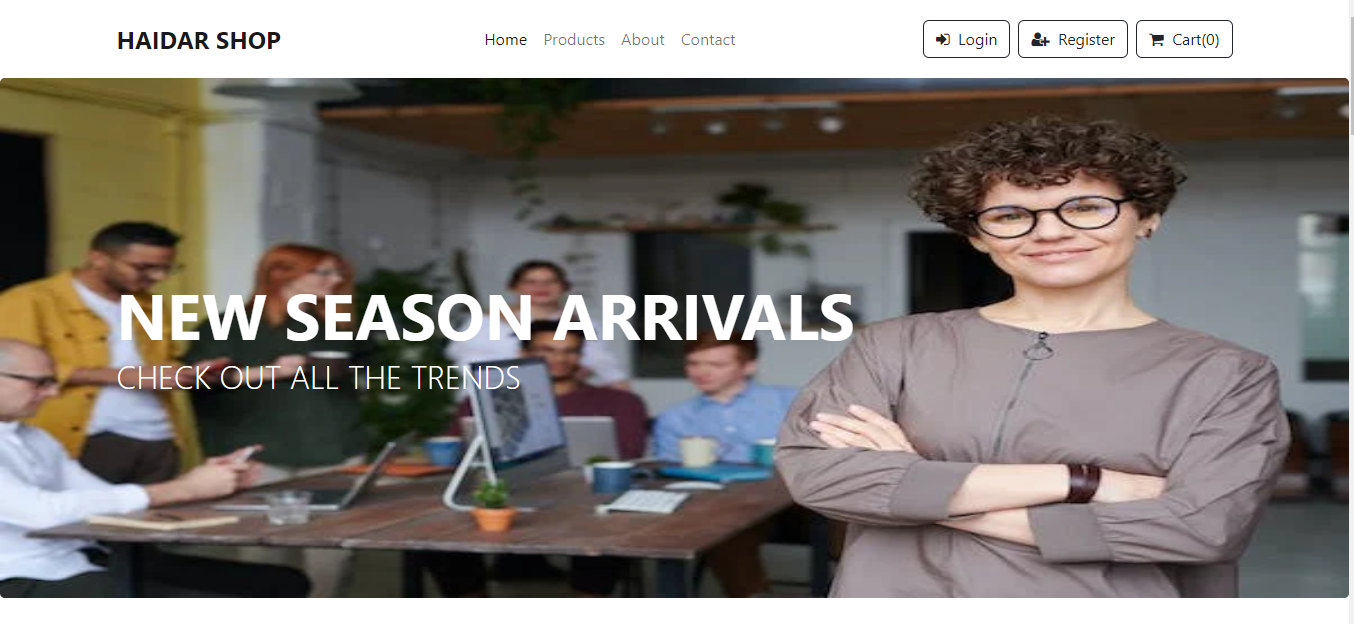 HAIDAR SHOP
Home Products About Contact
Login Register Cart(0)
NEW SEASON ARRIVALS
CHECK OUT ALL THE TRENDS